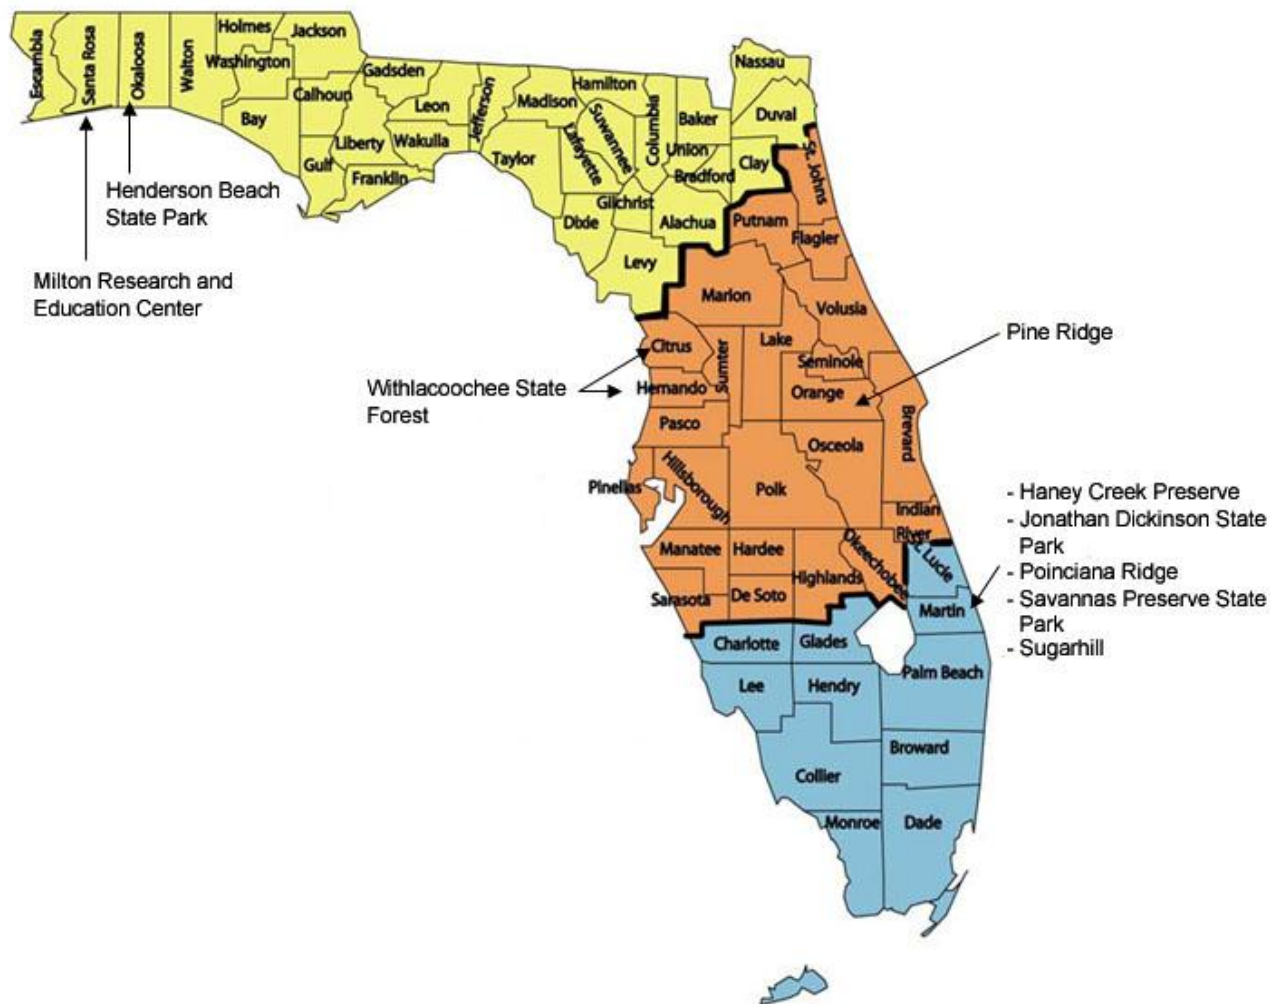 Holmes
Jackson
Escambia
Santa Rosa
Okaloosa
Walton
Washington
Gadsden
Nassau
Calhoun
Leon
Jefferson
Madison
Hamilton
Columbia
Baker
Duval
Bay
Liberty
Wakulla
Suwannee
Lafayette
Union
Taylor
Gulf
Franklin
Bradford
Clay
St. Johns
Gilchrist
Dixie
Alachua
Putnam
Flagler
Levy
Henderson Beach
State Park
Milton Research and
Education Center
Marion
Volusia
Citrus
Sumter
Lake
Seminole
Pine Ridge
Withlacoochee State
Forest
Hernando
Orange
Brevard
Pasco
Osceola
Pinellas
Hillsborough
Polk
Indian
River
- Haney Creek Preserve
- Jonathan Dickinson State
Park
- Poinciana Ridge
- Savannas Preserve State
Park
- Sugarhill
Manatee
Hardee
Highlands
Okeechobee
St. Lucie
Sarasota
De Soto
Martin
Charlotte
Glades
Palm Beach
Lee
Hendry
Broward
Collier
Monroe
Dade